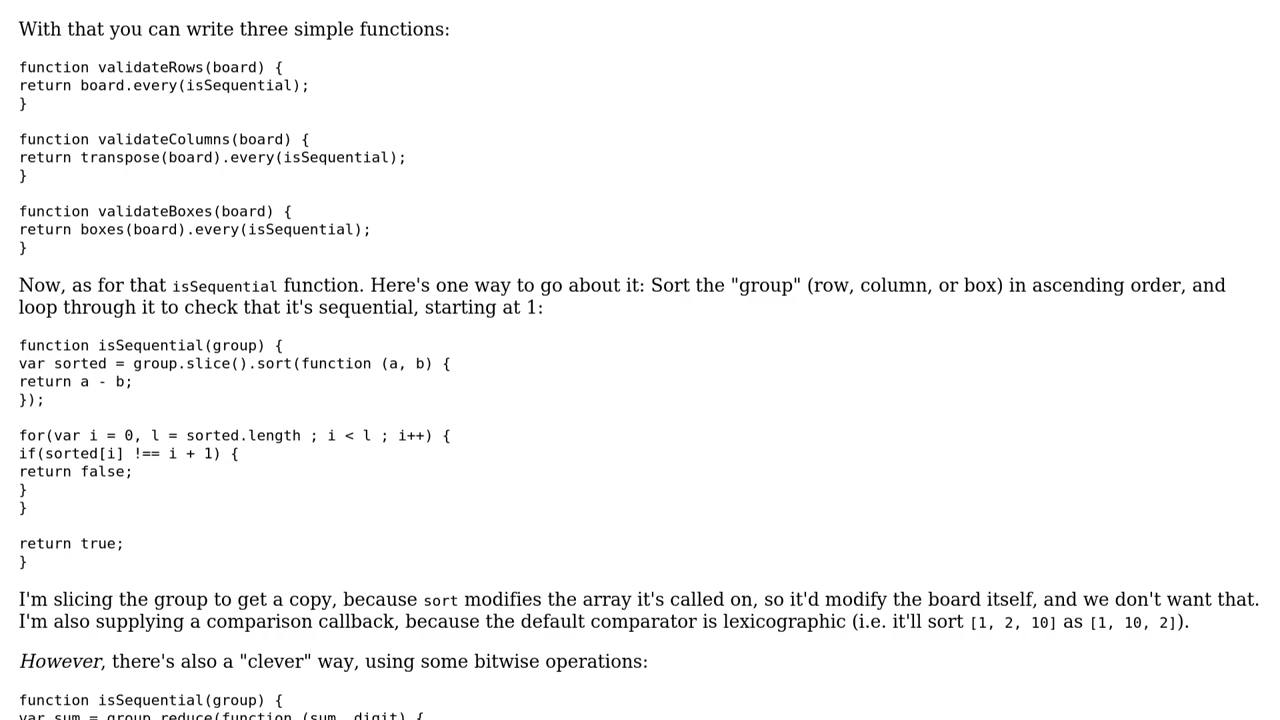 With that you can write three simple functions:
function validateRows(board) {
return board.every(isSequential);
}
function validateColumns(board) {
return transpose(board).every(isSequential);
}
function validateBoxes(board) {
return boxes(board).every(isSequential);
}
Now, as for that isSequential function. Here's one way to go about it: Sort the "group" (row, column, or box) in ascending order, and
loop through it to check that it's sequential, starting at 1:
function isSequential(group) {
var sorted = group.slice().sort(function (a, b) {
return a - b;
});
for(var i = 0, l = sorted.length ; i < l ; i++) {
if(sorted[i] !== i + 1) {
return false;
}
}
return true;
}
I'm slicing the group to get a copy, because sort modifies the array it's called on, so it'd modify the board itself, and we don't want that.
I'm also supplying a comparison callback, because the default comparator is lexicographic (i.e. it'll sort [1, 2, 10] as [1, 10, 2]).
However, there's also a "clever" way, using some bitwise operations:
function isSequential(group) {
var sum = group.reduce(function (sum, digit) {